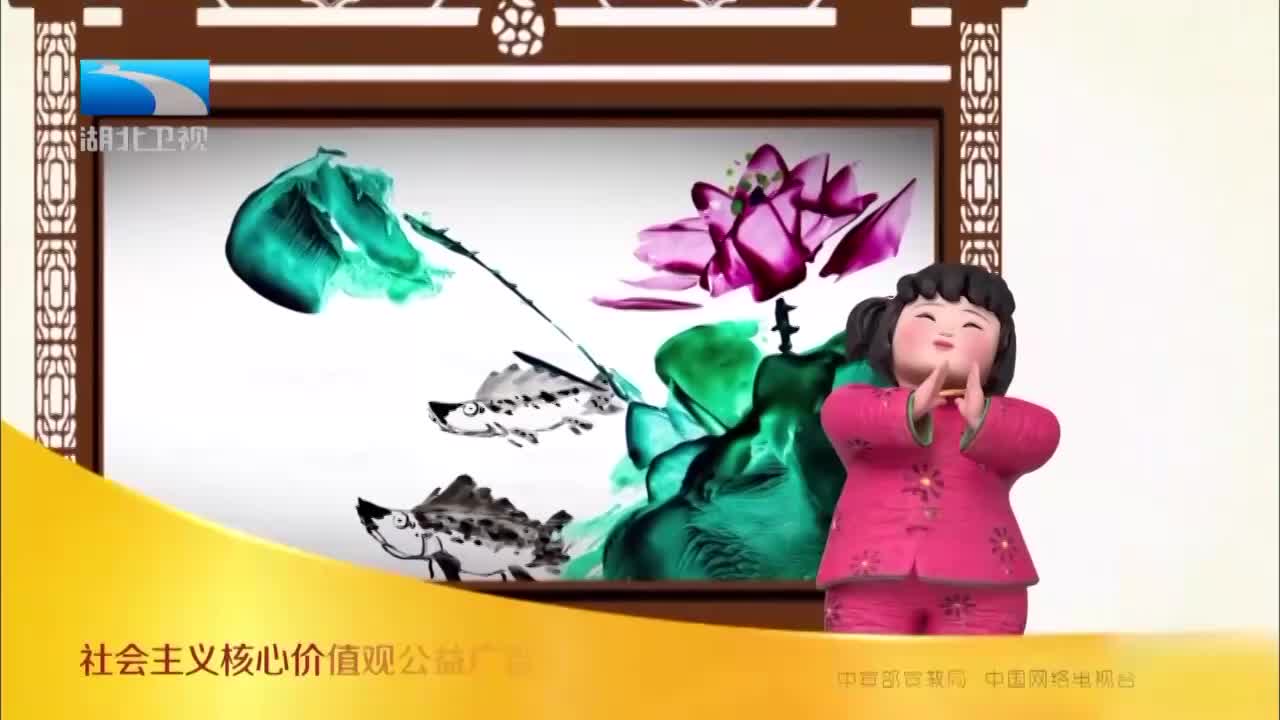 湖北卫视
社会主义核心价值观公益广告
中宣部宣教局 中国网络电视台